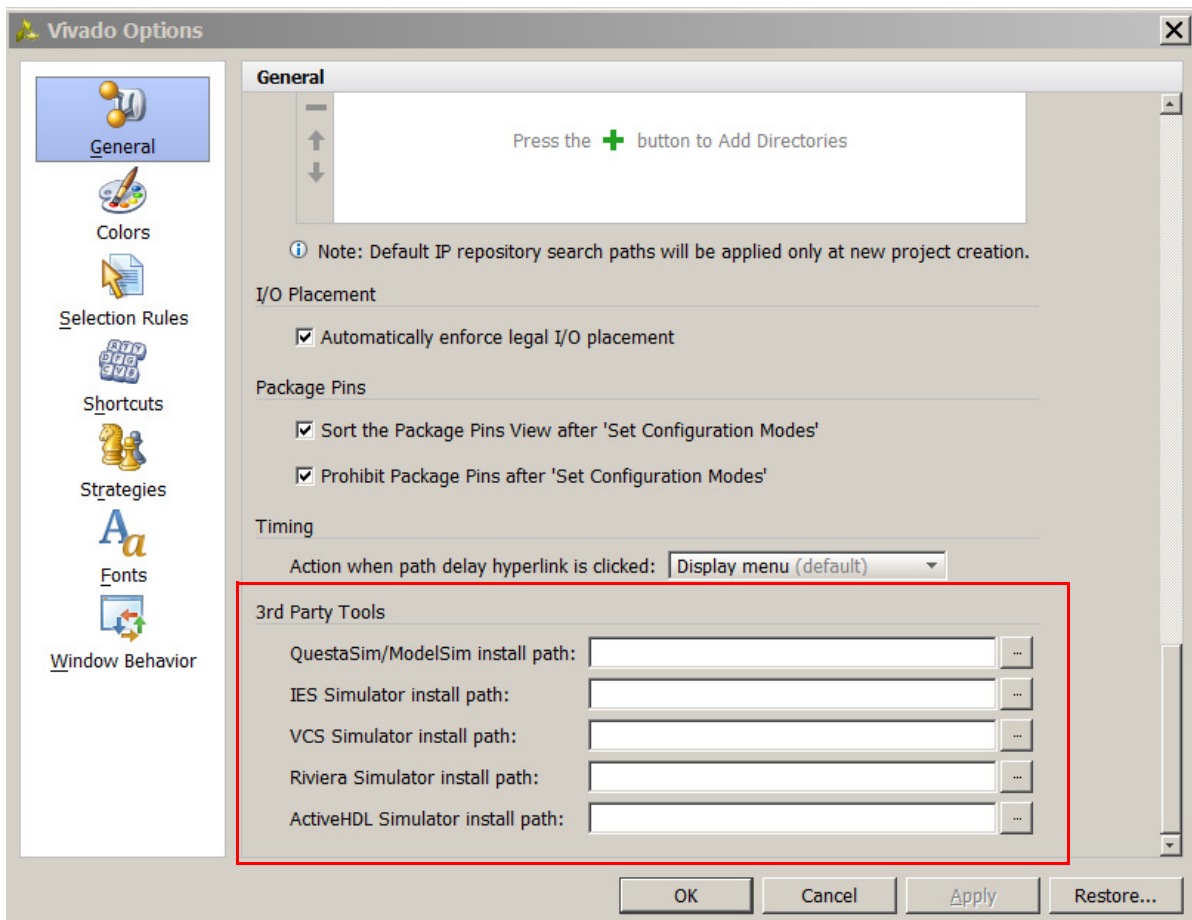 Vivado Options
General
Colors
Selection Rules
Shortcuts
Strategies
Fonts
Window Behavior
General
Press the + button to Add Directories
Note: Default IP repository search paths will be applied only at new project creation.
I/O Placement
Automatically enforce legal I/O placement
Package Pins
Sort the Package Pins View after 'Set Configuration Modes'
Prohibit Package Pins after 'Set Configuration Modes'
Timing
Action when path delay hyperlink is clicked: Display menu (default)
3rd Party Tools
QuestaSim/ModelSim install path: ...
IES Simulator install path: ...
VCS Simulator install path: ...
Riviera Simulator install path: ...
ActiveHDL Simulator install path: ...
OK Cancel Apply Restore...